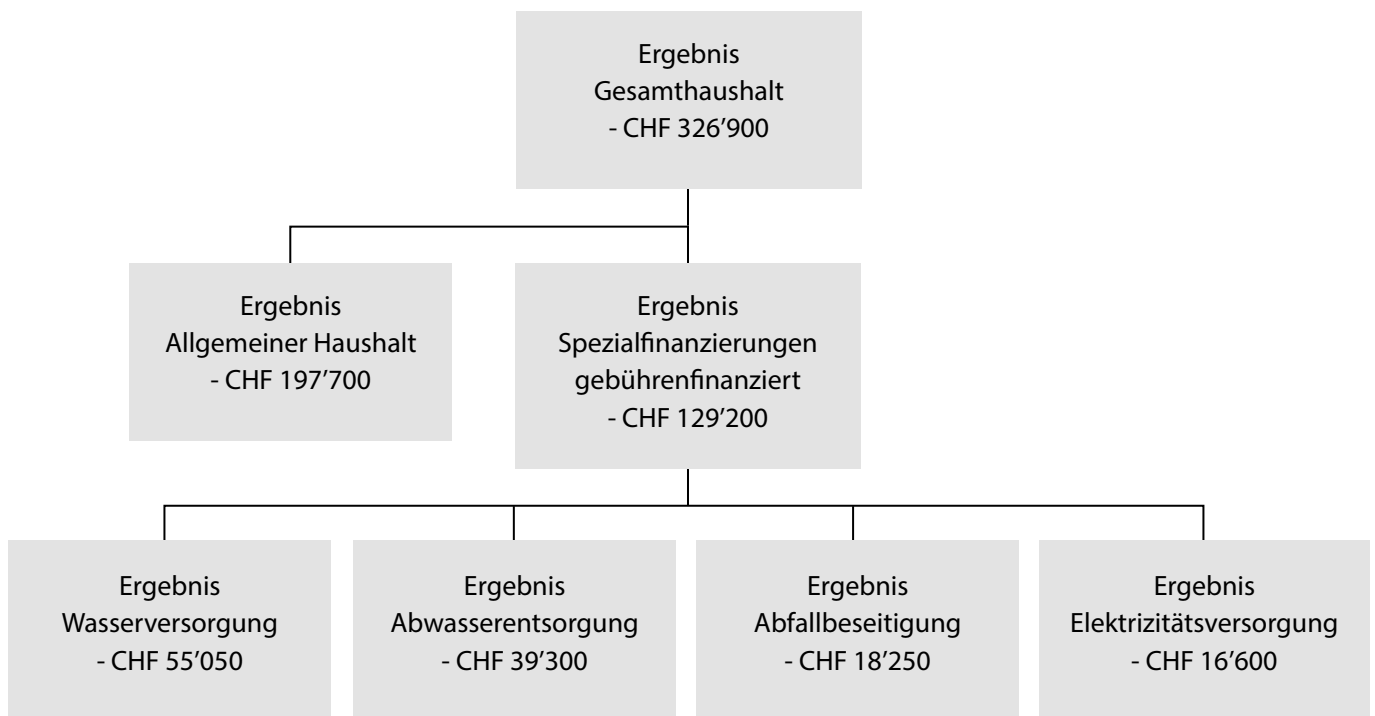 Ergebnis
Gesamthaushalt
- CHF 326’900
Ergebnis
Allgemeiner Haushalt
- CHF 197’700
Ergebnis
Spezialfinanzierungen
gebührenfinanziert
- CHF 129’200
Ergebnis
Wasserversorgung
- CHF 55’050
Ergebnis
Abwasserentsorgung
- CHF 39’300
Ergebnis
Abfallbeseitigung
- CHF 18’250
Ergebnis
Elektrizitätsversorgung
- CHF 16’600